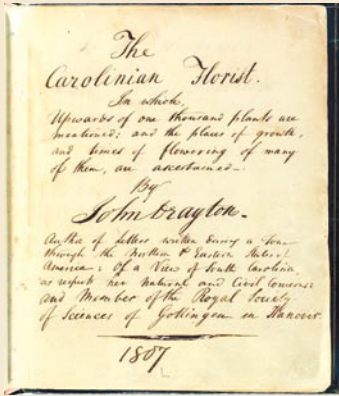 The
Carolinian Florist.
In which,
Upwards of one thousand plants are
mentioned; and the places of growth,
and times of flowering of many
of them, are ascertained-.
By
John Drayton-
Author of letters written during a tour
through the Northern & Eastern States of
America: Of a View of South Carolina,
as respects her natural and civil concerns:
and Member of the Royal Society
of Sciences of Gottingen in Hanover
1807